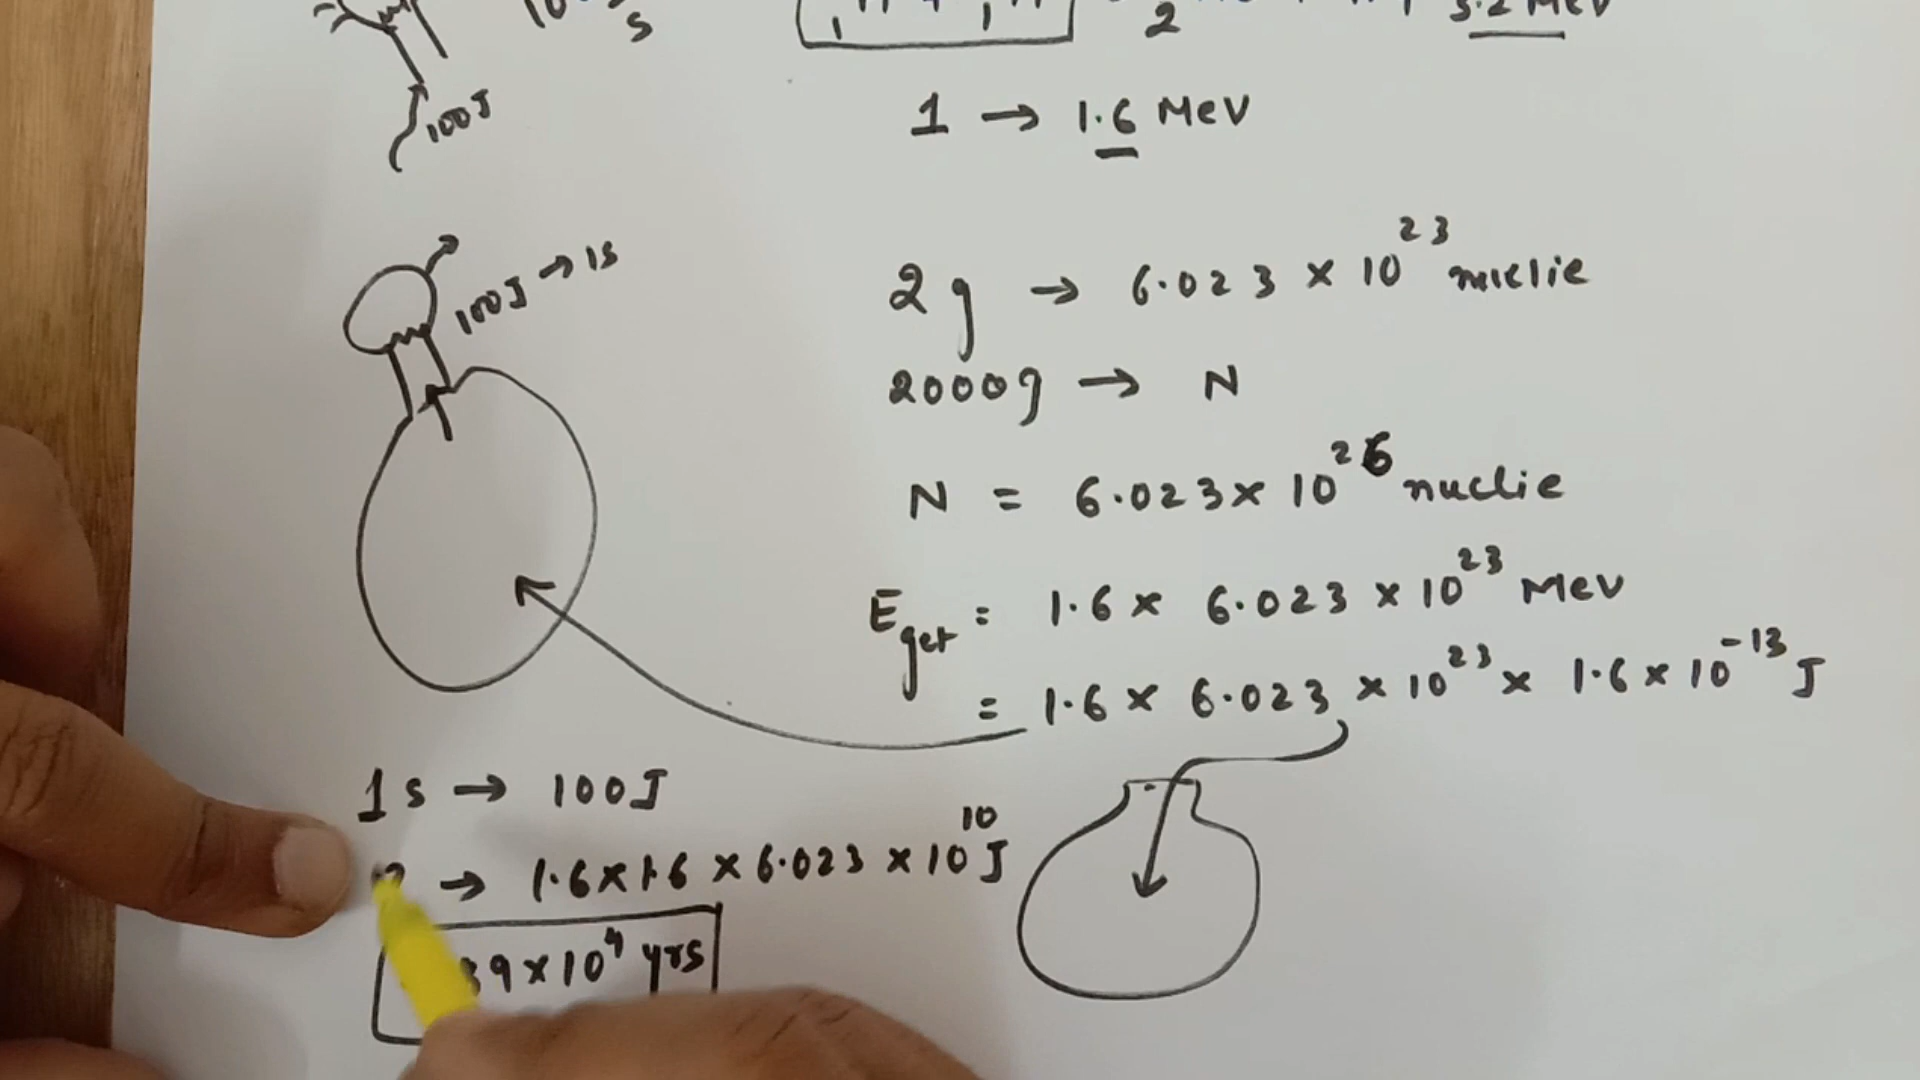 100J
1 → 1.6 MeV
100J → 1s
2g → 6.023 × 10²³ nuclie
2000g → N
N = 6.023 × 10²⁶ nuclie
E_get = 1.6 × 6.023 × 10²³ MeV
= 1.6 × 6.023 × 10²³ × 1.6 × 10⁻¹³ J
1s → 100J
→ 1.6 × 1.6 × 6.023 × 10¹⁰ J
39 × 10⁴ yrs